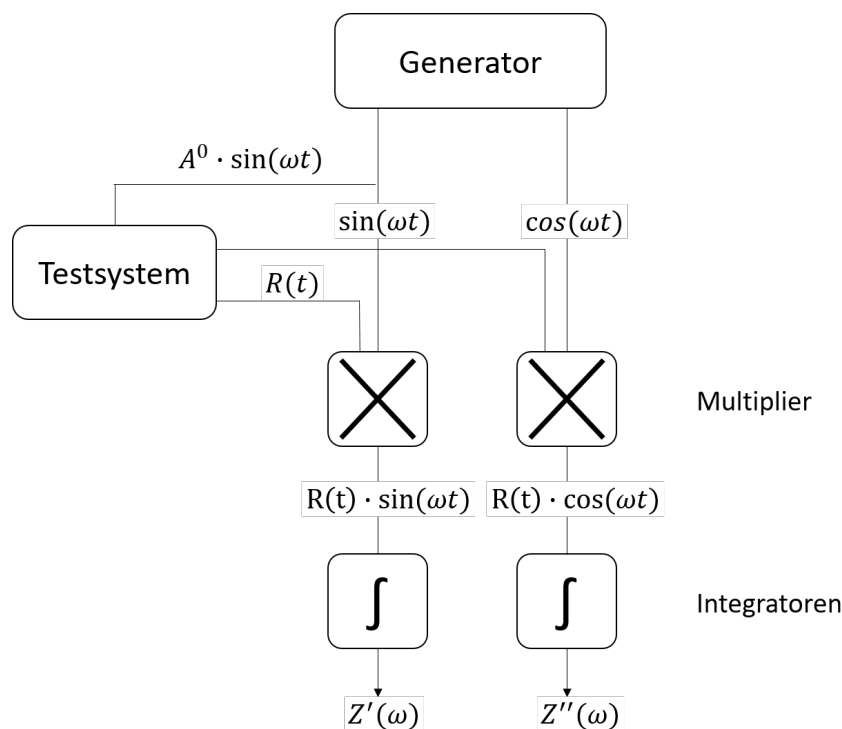 Generator
A⁰ · sin(ωt)
sin(ωt)
cos(ωt)
Testsystem
R(t)
Multiplier
R(t) · sin(ωt)
R(t) · cos(ωt)
∫
∫
Integratoren
Z′(ω)
Z′′(ω)